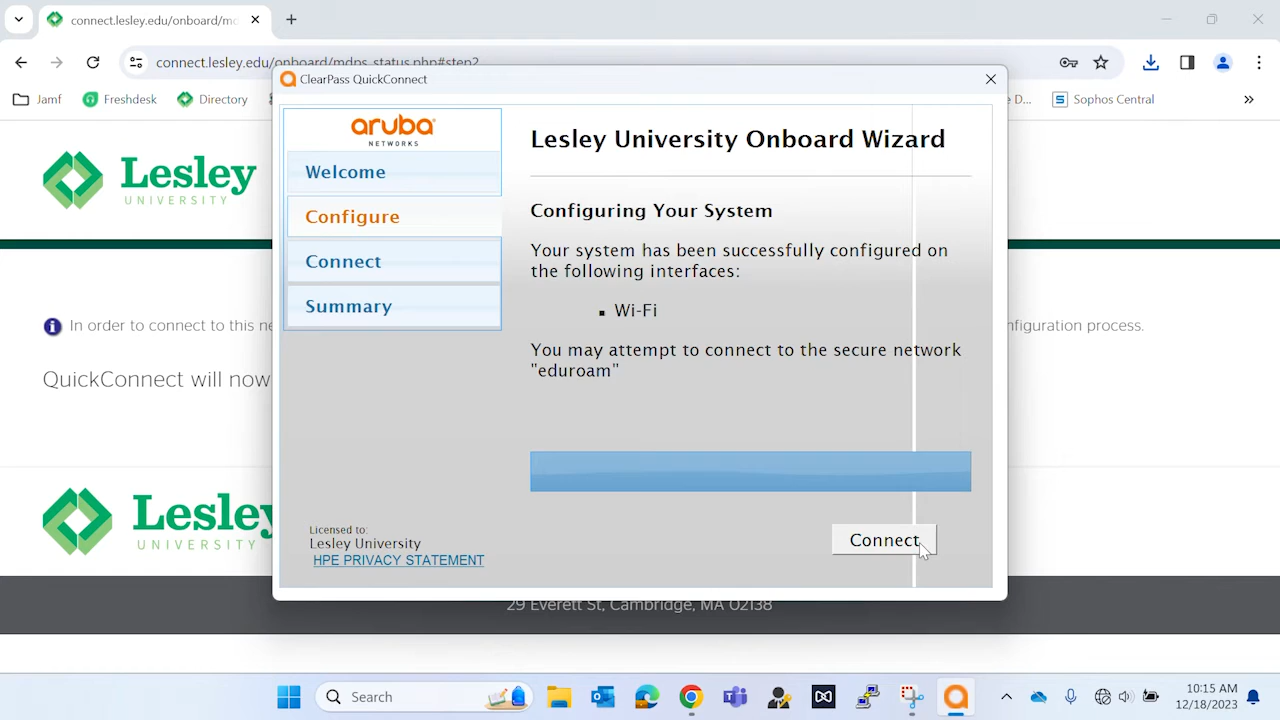 connect.lesley.edu/onboard/mo
connect.lesley.edu/onboard/mdps_status.php#step2
Jamf
Freshdesk
Directory
e D...
Sophos Central
»
ClearPass QuickConnect
Lesley
UNIVERSITY
aruba
NETWORKS
Welcome
Configure
Connect
Summary
Lesley University Onboard Wizard
Configuring Your System
Your system has been successfully configured on
the following interfaces:
▪ Wi-Fi
You may attempt to connect to the secure network
"eduroam"
In order to connect to this ne
nfiguration process.
QuickConnect will now
Licensed to:
Lesley University
HPE PRIVACY STATEMENT
Connect
Lesley
UNIVERSITY
29 Everett St, Cambridge, MA 02138
Search
10:15 AM
12/18/2023